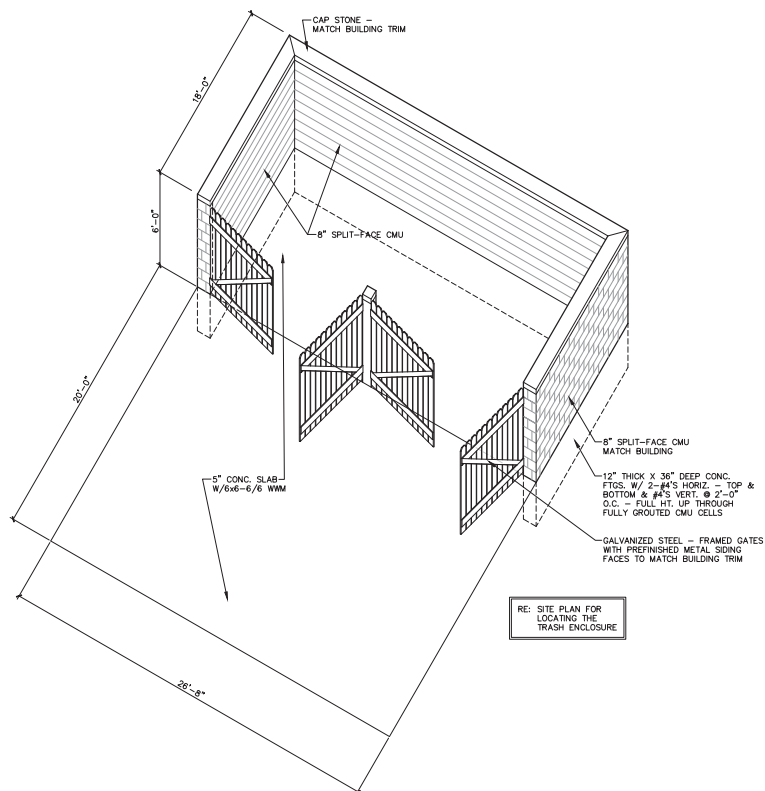 CAP STONE –
MATCH BUILDING TRIM
18'-0"
6'-0"
8" SPLIT-FACE CMU
20'-0"
5" CONC. SLAB
W/6x6-6/6 WWM
8" SPLIT-FACE CMU
MATCH BUILDING
12" THICK X 36" DEEP CONC.
FTGS. W/ 2-#4'S HORIZ. – TOP &
BOTTOM & #4'S VERT. @ 2'-0"
O.C. – FULL HT. UP THROUGH
FULLY GROUTED CMU CELLS
GALVANIZED STEEL – FRAMED GATES
WITH PREFINISHED METAL SIDING
FACES TO MATCH BUILDING TRIM
RE: SITE PLAN FOR
LOCATING THE
TRASH ENCLOSURE
26'-8"